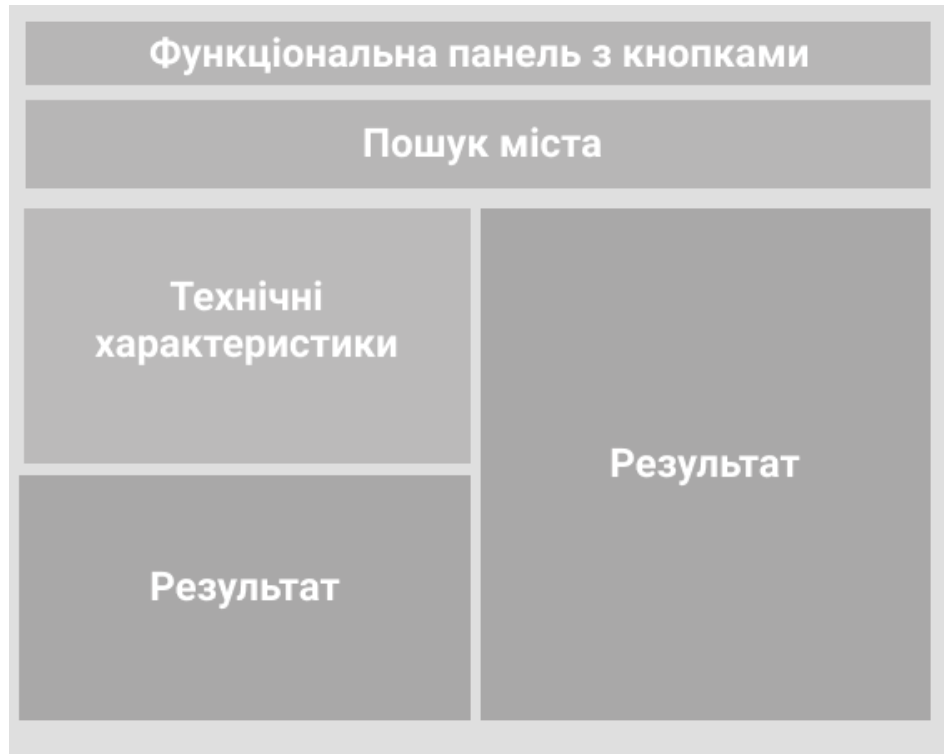 Функціональна панель з кнопками
Пошук міста
Технічні
характеристики
Результат
Результат